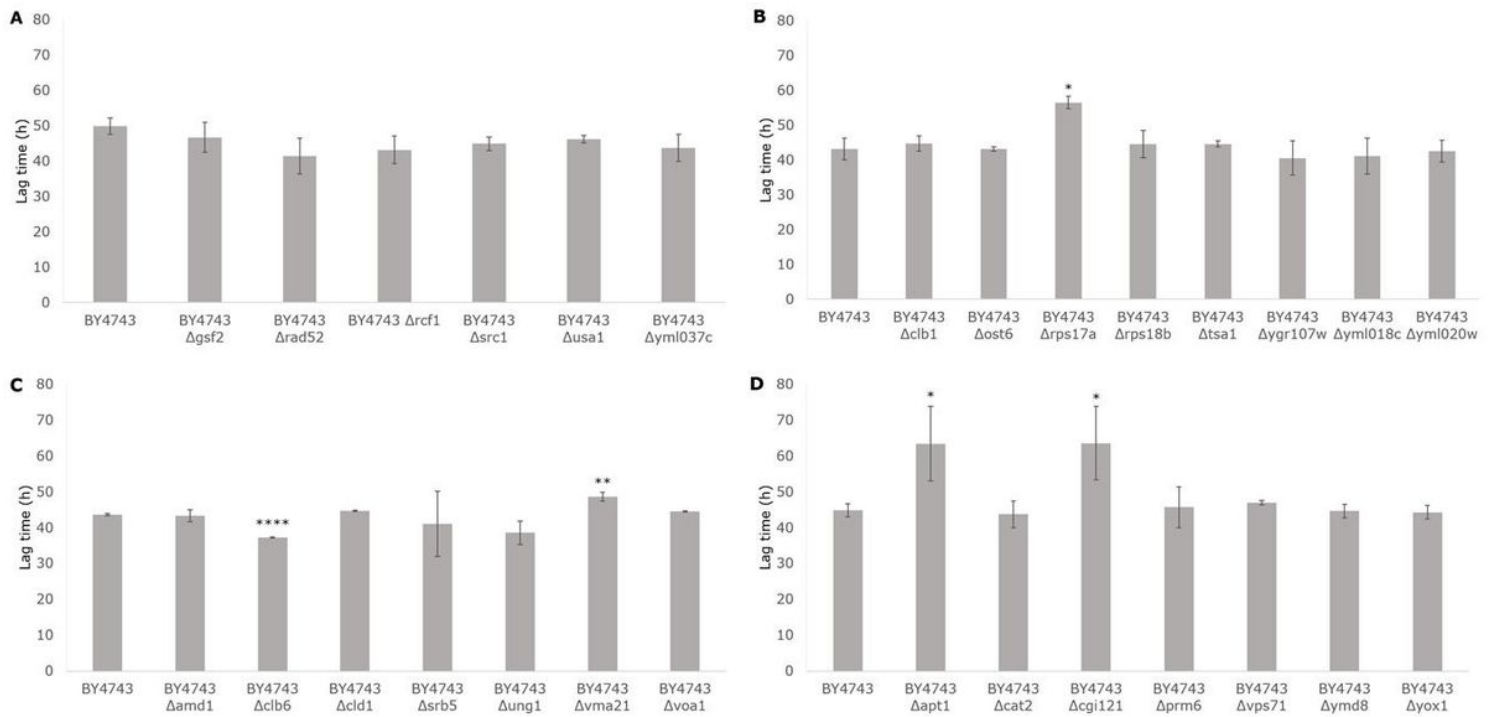 A
80
70
60
50
40
30
20
10
0
Lag time (h)
BY4743
BY4743
Δgsf2
BY4743
Δrad52
BY4743 Δrcf1
BY4743
Δsrc1
BY4743
Δusa1
BY4743
Δyml037c
B
80
70
60
50
40
30
20
10
0
Lag time (h)
*
BY4743
BY4743
Δclb1
BY4743
Δost6
BY4743
Δrps17a
BY4743
Δrps18b
BY4743
Δtsa1
BY4743
Δygr107w
BY4743
Δyml018c
BY4743
Δyml020w
C
80
70
60
50
40
30
20
10
0
Lag time (h)
****
**
BY4743
BY4743
Δamd1
BY4743
Δclb6
BY4743
Δcld1
BY4743
Δsrb5
BY4743
Δung1
BY4743
Δvma21
BY4743
Δvoa1
D
80
70
60
50
40
30
20
10
0
Lag time (h)
*
*
BY4743
BY4743
Δapt1
BY4743
Δcat2
BY4743
Δcgi121
BY4743
Δprm6
BY4743
Δvps71
BY4743
Δymd8
BY4743
Δyox1